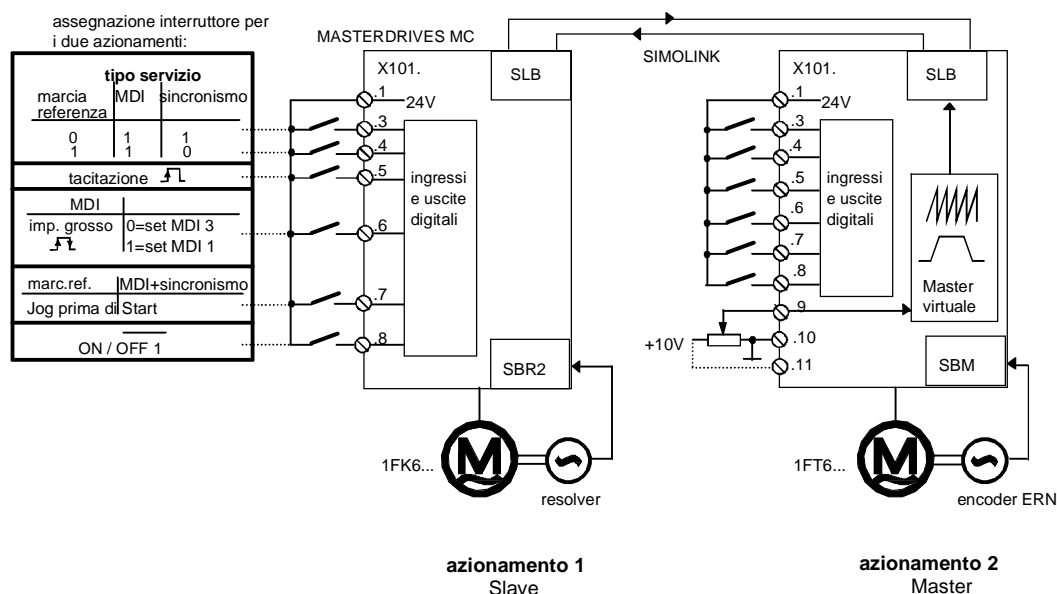 assegnazione interruttore per
i due azionamenti:
tipo servizio
marcia referenza MDI sincronismo
0 1 1
1 1 0
tacitazione
MDI
imp. grosso 0=set MDI 3
1=set MDI 1
marc.ref. MDI+sincronismo
Jog prima di Start
ON / OFF 1
MASTERDRIVES MC
X101.
SLB
.1
24V
.3
.4
.5
.6
.7
.8
ingressi
e uscite
digitali
SBR2
1FK6...
M
resolver
azionamento 1
Slave
SIMOLINK
X101.
SLB
.1
24V
.3
.4
.5
.6
.7
.8
.9
.10
.11
+10V
ingressi
e uscite
digitali
Master
virtuale
SBM
1FT6...
M
encoder ERN
azionamento 2
Master